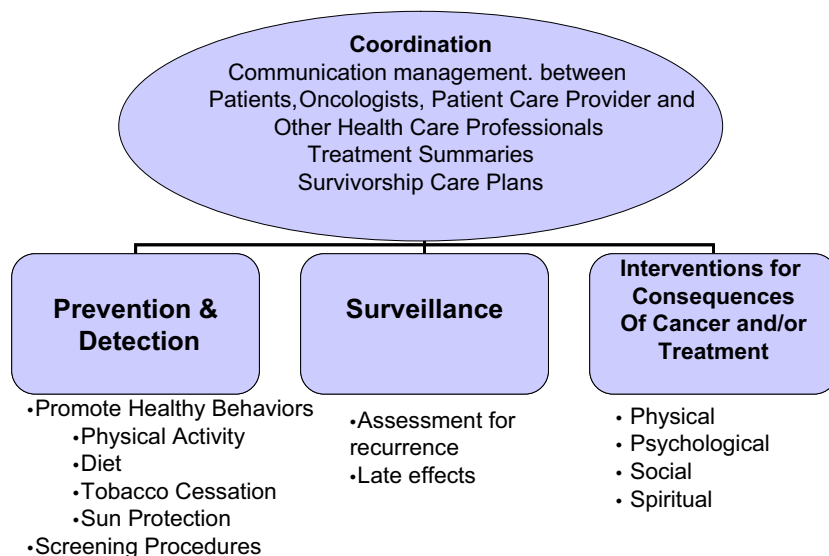 Coordination
Communication management. between
Patients,Oncologists, Patient Care Provider and
Other Health Care Professionals
Treatment Summaries
Survivorship Care Plans
Prevention &
Detection
•Promote Healthy Behaviors
•Physical Activity
•Diet
•Tobacco Cessation
•Sun Protection
•Screening Procedures
Surveillance
•Assessment for
recurrence
•Late effects
Interventions for
Consequences
Of Cancer and/or
Treatment
• Physical
• Psychological
• Social
• Spiritual